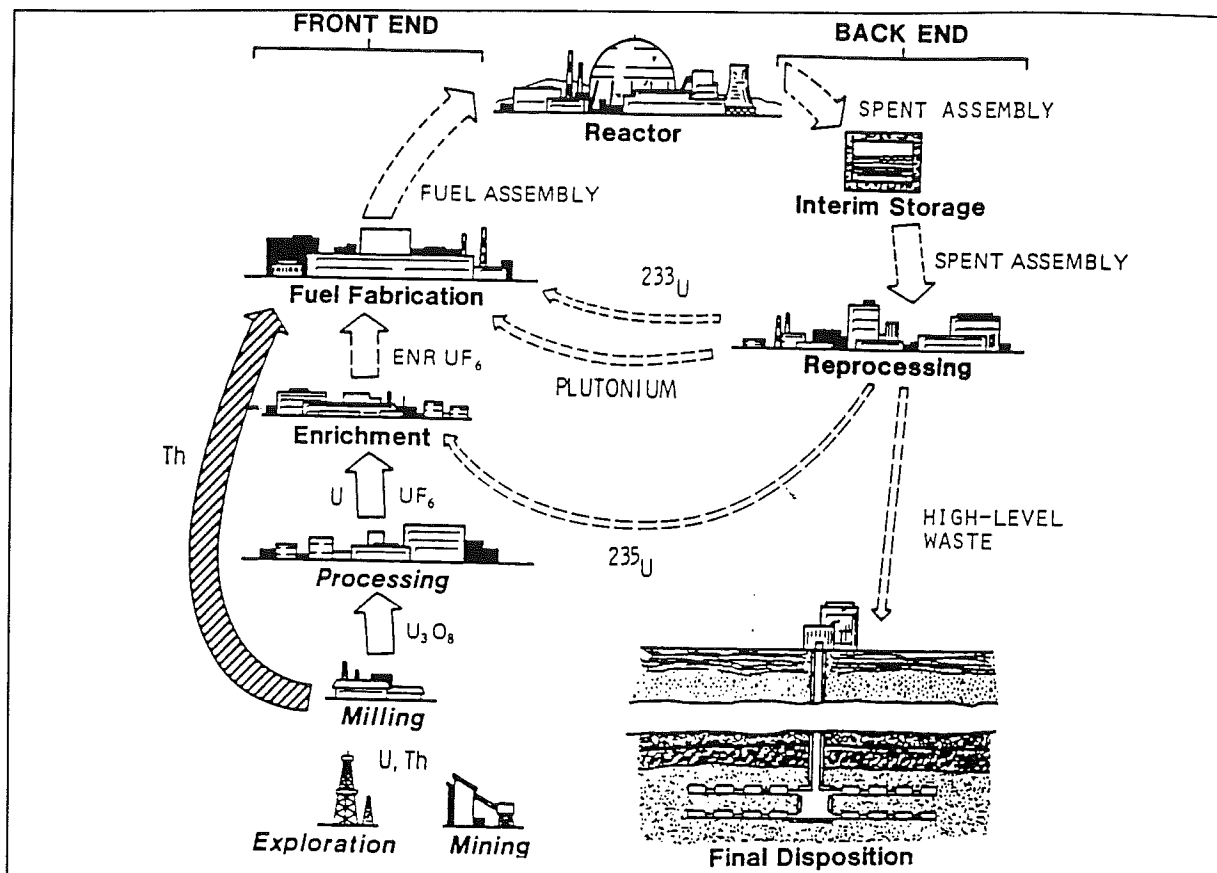 FRONT END
BACK END
Reactor
SPENT ASSEMBLY
FUEL ASSEMBLY
Interim Storage
SPENT ASSEMBLY
Fuel Fabrication
²³³U
ENR UF₆
PLUTONIUM
Reprocessing
Enrichment
Th
U UF₆
HIGH-LEVEL
WASTE
²³⁵U
Processing
U₃O₈
Milling
U, Th
Exploration
Mining
Final Disposition